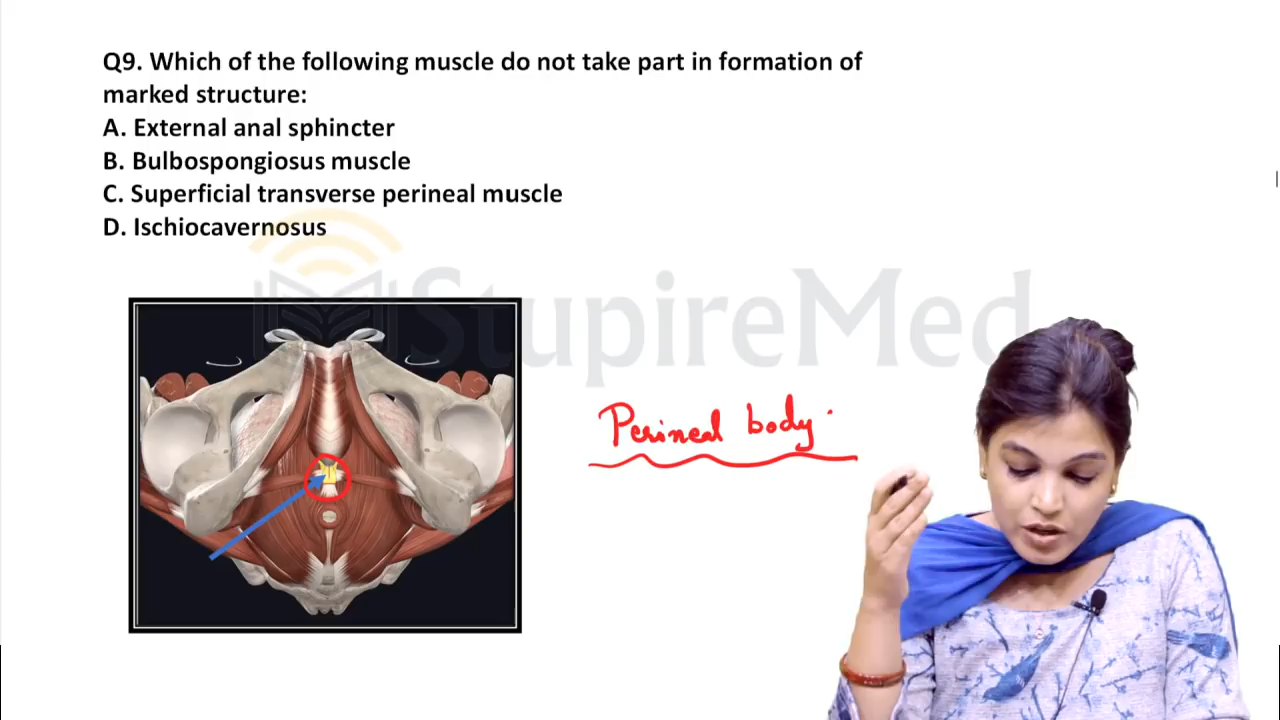 Q9. Which of the following muscle do not take part in formation of
marked structure:
A. External anal sphincter
B. Bulbospongiosus muscle
C. Superficial transverse perineal muscle
D. Ischiocavernosus
StupireMed
Perineal body